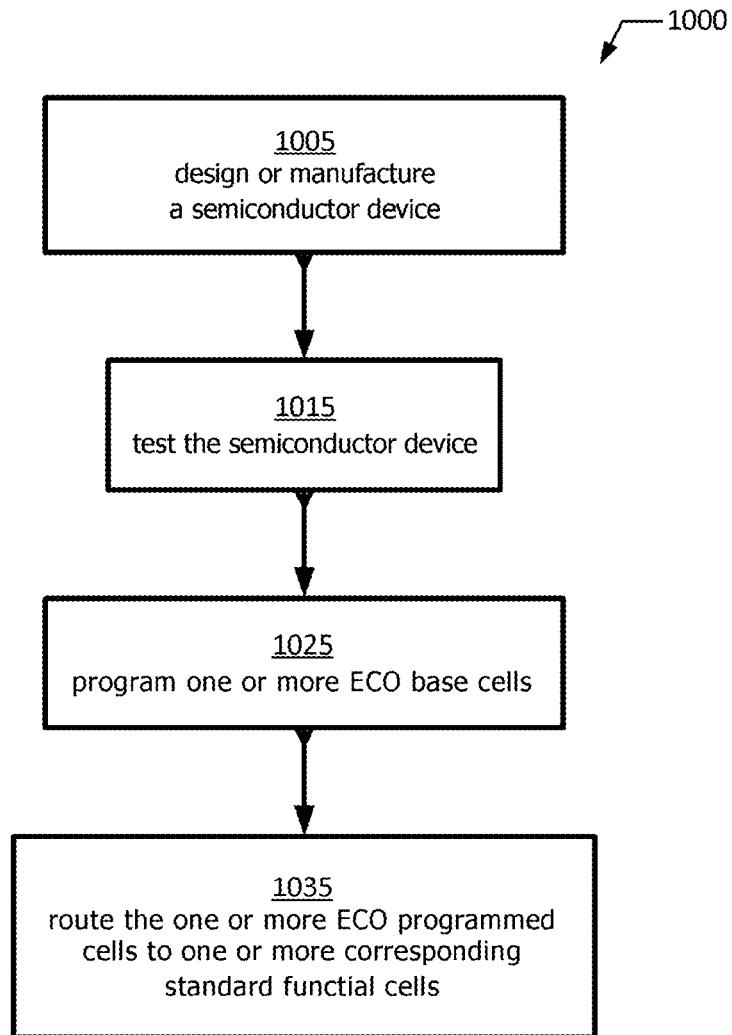 1000
1005
design or manufacture
a semiconductor device
1015
test the semiconductor device
1025
program one or more ECO base cells
1035
route the one or more ECO programmed
cells to one or more corresponding
standard functial cells